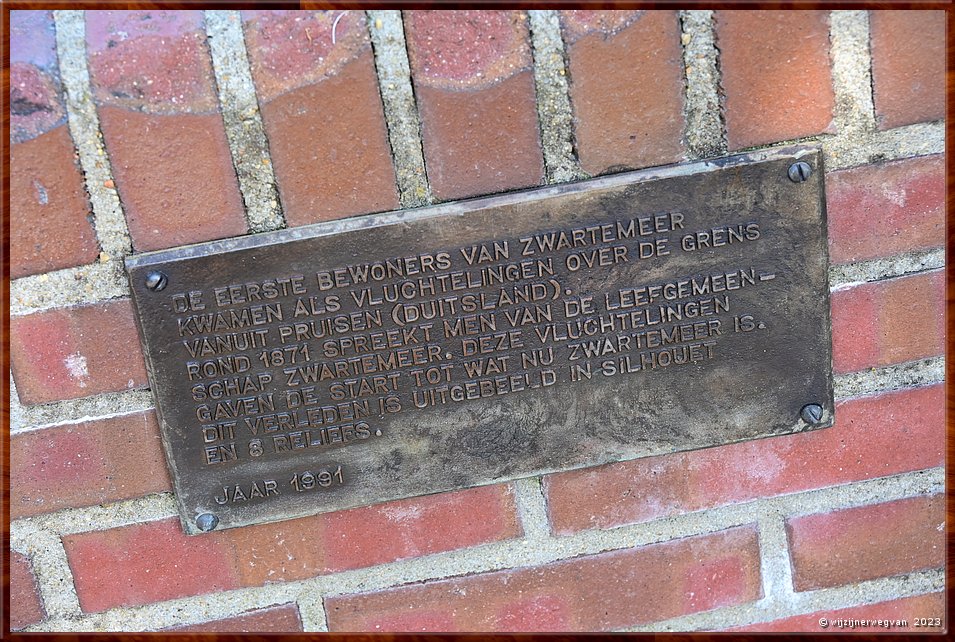 DE EERSTE BEWONERS VAN ZWARTEMEER
KWAMEN ALS VLUCHTELINGEN OVER DE GRENS
VANUIT PRUISEN (DUITSLAND).
ROND 1871 SPREEKT MEN VAN DE LEEFGEMEEN-
SCHAP ZWARTEMEER. DEZE VLUCHTELINGEN
GAVEN DE START TOT WAT NU ZWARTEMEER IS.
DIT VERLEDEN IS UITGEBEELD IN SILHOUET
EN 8 RELIEFS.
JAAR 1991
© wijzijnergweg van 2023